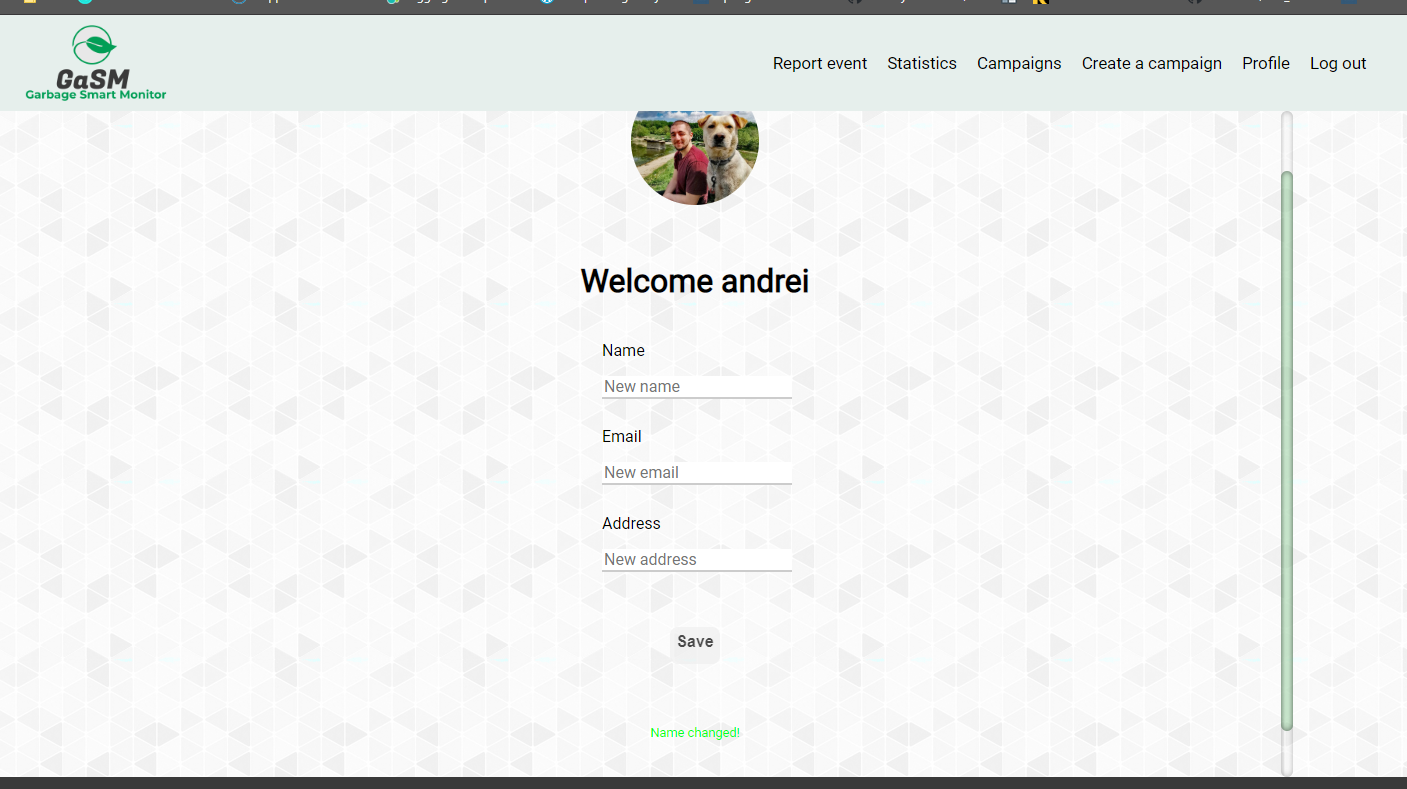 GaSM
Garbage Smart Monitor
Report event Statistics Campaigns Create a campaign Profile Log out
Welcome andrei
Name
New name
Email
New email
Address
New address
Save
Name changed!